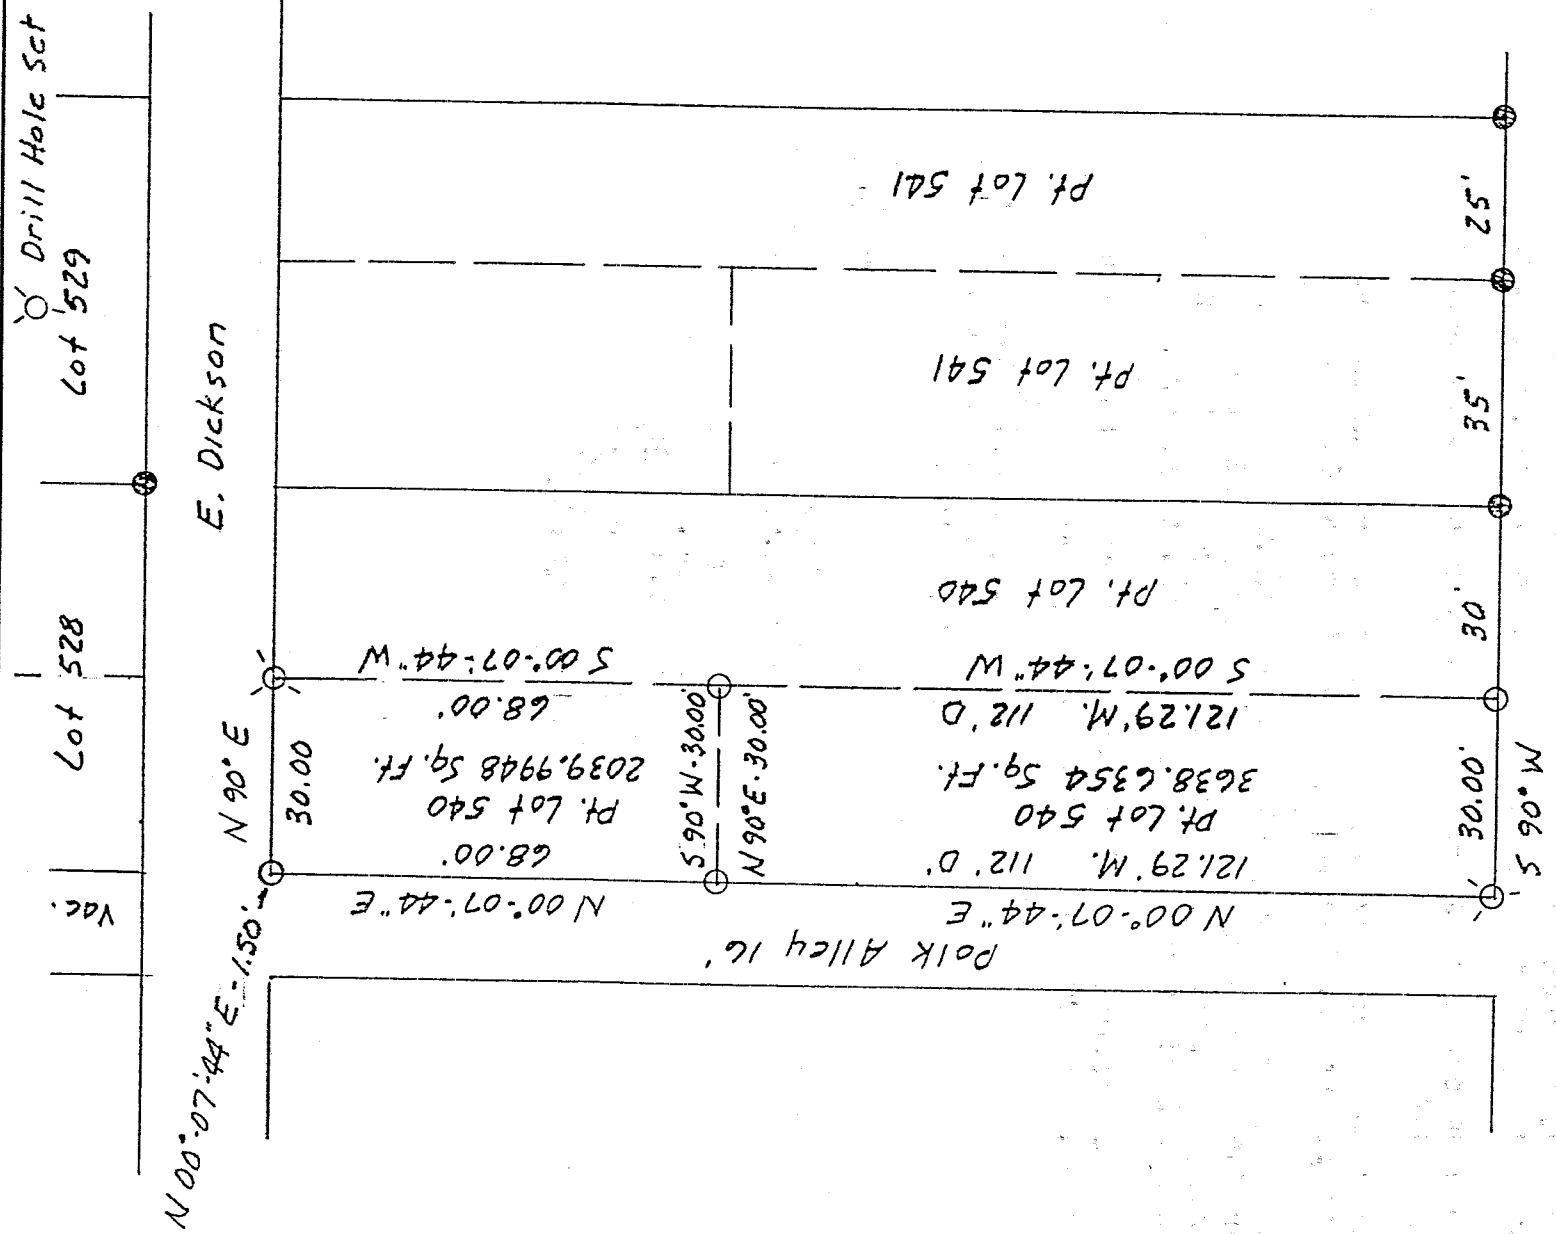 Drill Hole Set
Lot 529
Lot 528
Vac.
E. Dickson
N 90° E
30.00
N 00°-07'-44" E - 1.50'
Pt. Lot 541
25'
Pt. Lot 541
35'
Pt. Lot 540
30'
S 00°-07'-44" W
68.00'
2039.9948 Sq. Ft.
Pt. Lot 540
68.00'
N 00°-07'-44" E
S 90° W - 30.00'
N 90° E - 30.00'
S 00°-07'-44" W
121.29' M. 112' D
3638.6354 Sq. Ft.
Pt. Lot 540
121.29' M. 112' D'
N 00°-07'-44" E
30.00'
S 90° W
Polk Alley 16'